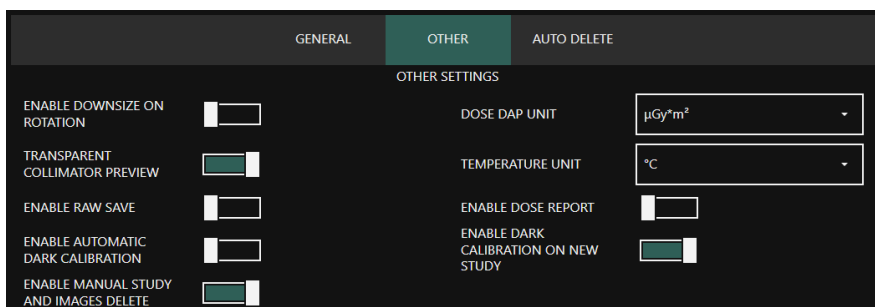 GENERAL OTHER AUTO DELETE
OTHER SETTINGS
ENABLE DOWNSIZE ON
ROTATION
DOSE DAP UNIT
µGy*m²
TRANSPARENT
COLLIMATOR PREVIEW
TEMPERATURE UNIT
°C
ENABLE RAW SAVE
ENABLE DOSE REPORT
ENABLE AUTOMATIC
DARK CALIBRATION
ENABLE DARK
CALIBRATION ON NEW
STUDY
ENABLE MANUAL STUDY
AND IMAGES DELETE